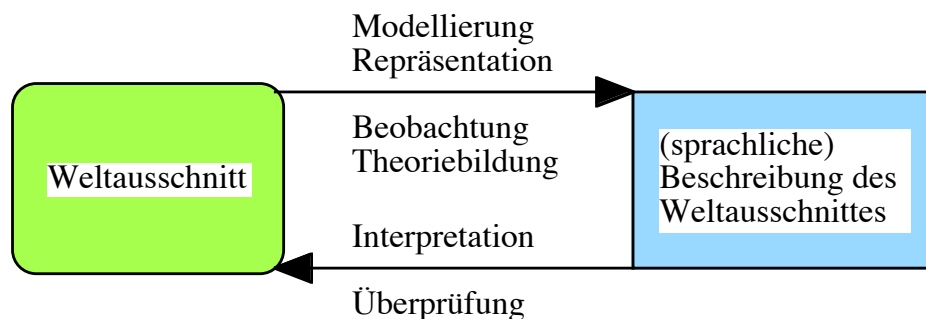 Modellierung
Repräsentation
Beobachtung
Theoriebildung
Weltausschnitt
(sprachliche)
Beschreibung des
Weltausschnittes
Interpretation
Überprüfung